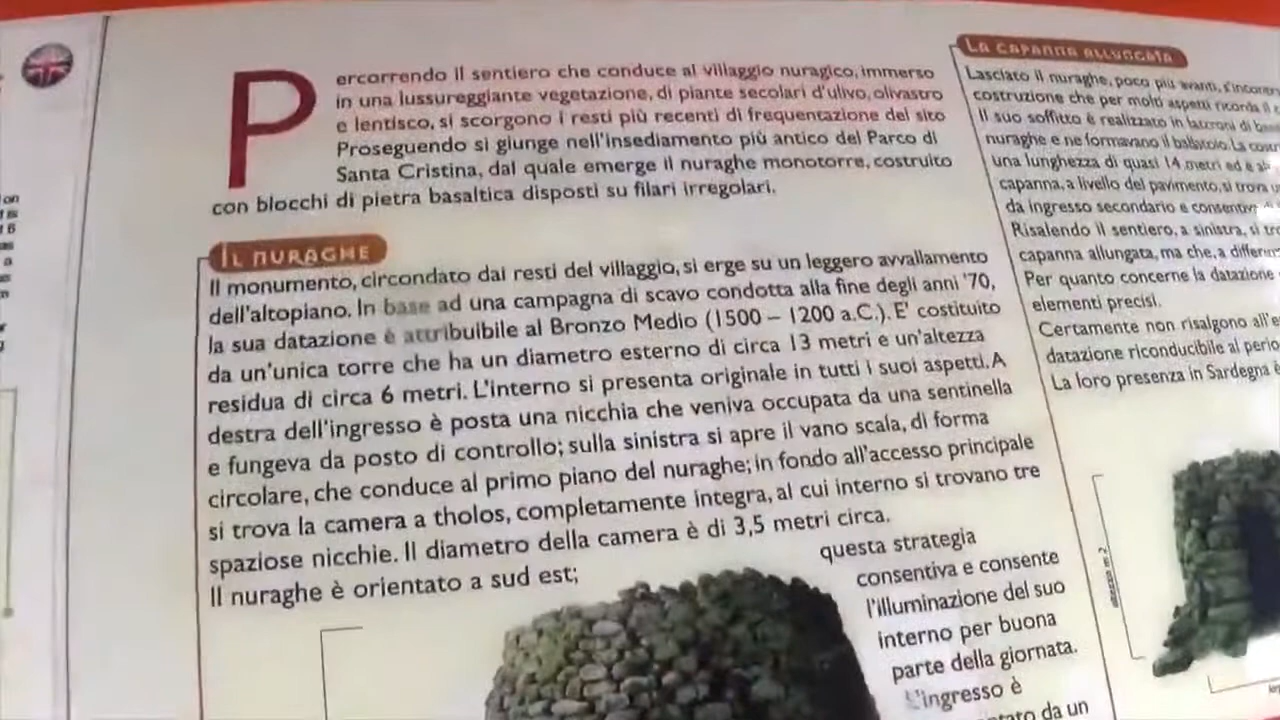 Percorrendo il sentiero che conduce al villaggio nuragico, immerso
in una lussureggiante vegetazione, di piante secolari d'ulivo, olivastro
e lentisco, si scorgono i resti più recenti di frequentazione del sito
Proseguendo si giunge nell'insediamento più antico del Parco di
Santa Cristina, dal quale emerge il nuraghe monotorre, costruito
con blocchi di pietra basaltica disposti su filari irregolari.
IL NURAGHE
Il monumento, circondato dai resti del villaggio, si erge su un leggero avvallamento
dell'altopiano. In base ad una campagna di scavo condotta alla fine degli anni '70,
la sua datazione è attribuibile al Bronzo Medio (1500 – 1200 a.C.). E' costituito
da un'unica torre che ha un diametro esterno di circa 13 metri e un'altezza
residua di circa 6 metri. L'interno si presenta originale in tutti i suoi aspetti. A
destra dell'ingresso è posta una nicchia che veniva occupata da una sentinella
e fungeva da posto di controllo; sulla sinistra si apre il vano scala, di forma
circolare, che conduce al primo piano del nuraghe; in fondo all'accesso principale
si trova la camera a tholos, completamente integra, al cui interno si trovano tre
spaziose nicchie. Il diametro della camera è di 3,5 metri circa.
Il nuraghe è orientato a sud est;
questa strategia
consentiva e consente
l'illuminazione del suo
interno per buona
parte della giornata.
L'ingresso è
da un
LA CAPANNA ALLUNGATA
Lasciato il nuraghe, poco più avanti,
costruzione che per molti aspetti ricorda il
Il suo soffitto è realizzato in lastroni di
nuraghe e ne formavano il ballatoio. La
una lunghezza di quasi 14 metri ed è
capanna, a livello del pavimento, si trova
da ingresso secondario e consentiva
Risalendo il sentiero, a sinistra, si
capanna allungata, ma che, a
Per quanto concerne la datazione
elementi precisi.
Certamente non risalgono
datazione riconducibile al
La loro presenza in Sardegna è
altezza m 2